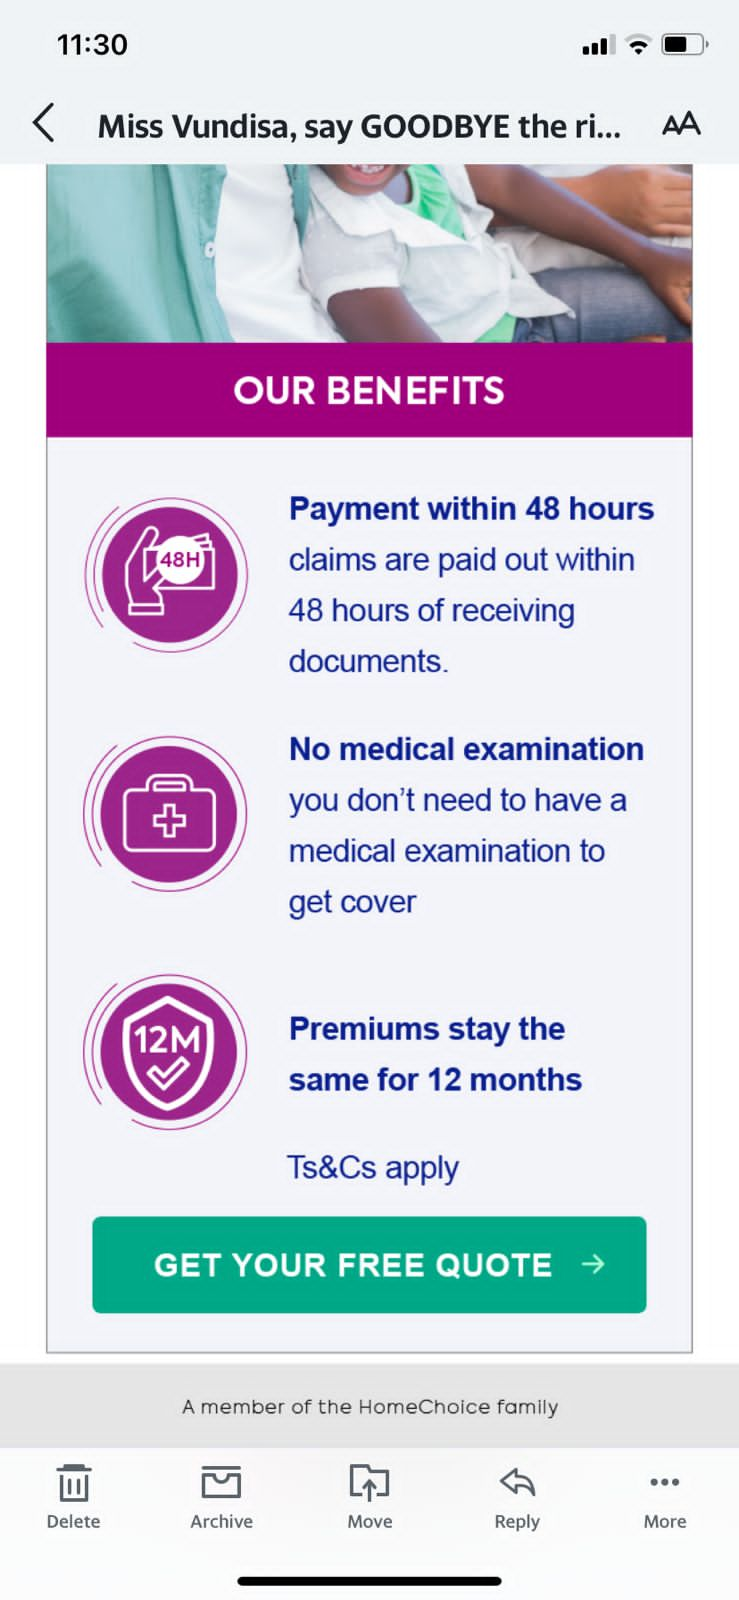 11:30
Miss Vundisa, say GOODBYE the ri...
AA
OUR BENEFITS
48H
Payment within 48 hours
claims are paid out within
48 hours of receiving
documents.
No medical examination
you don't need to have a
medical examination to
get cover
12M
Premiums stay the
same for 12 months
Ts&Cs apply
GET YOUR FREE QUOTE
A member of the HomeChoice family
Delete
Archive
Move
Reply
More